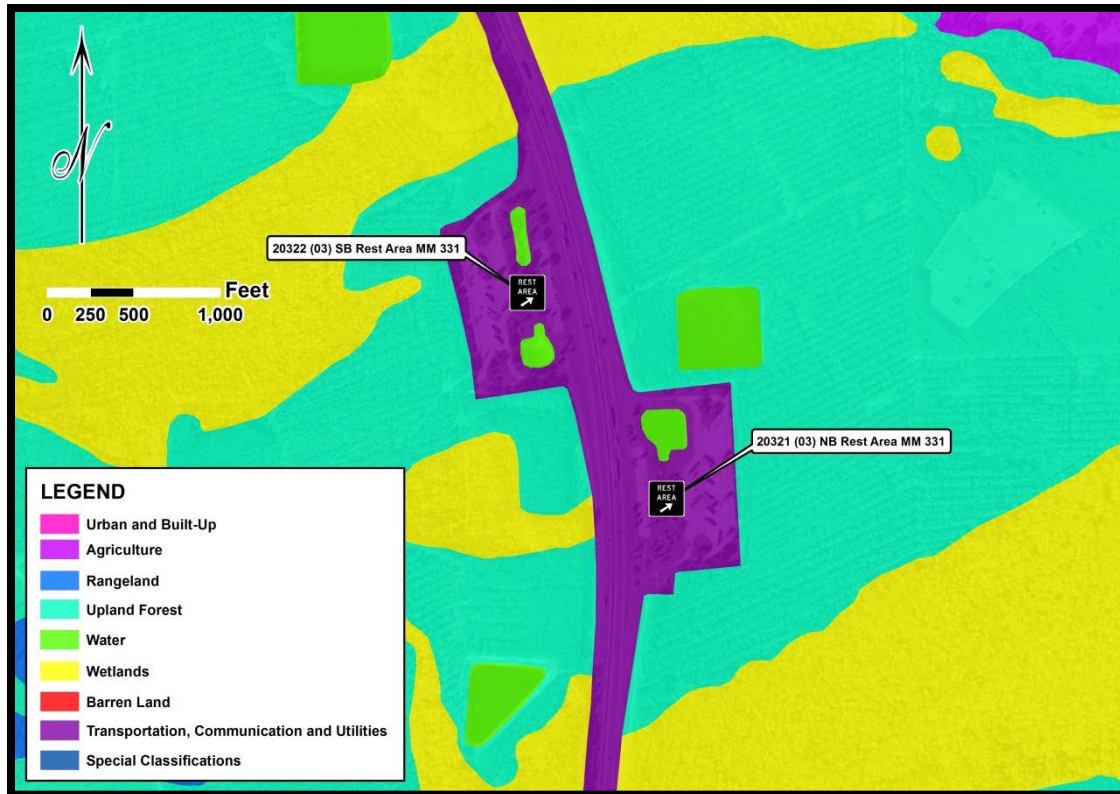 N
20322 (03) SB Rest Area MM 331
REST
AREA
Feet
0 250 500 1,000
20321 (03) NB Rest Area MM 331
REST
AREA
LEGEND
Urban and Built-Up
Agriculture
Rangeland
Upland Forest
Water
Wetlands
Barren Land
Transportation, Communication and Utilities
Special Classifications